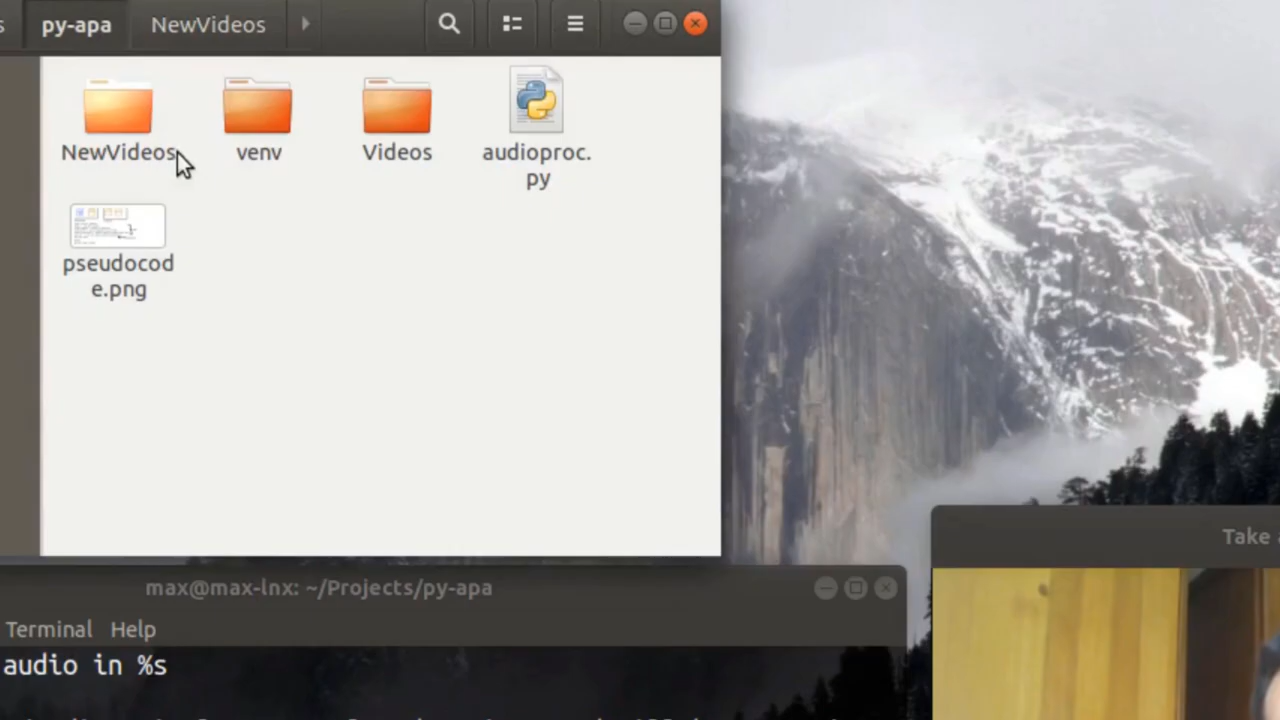 s py-apa NewVideos
NewVideos venv Videos audioproc.
py
pseudocod
e.png
max@max-lnx: ~/Projects/py-apa
Take
Terminal Help
audio in %s